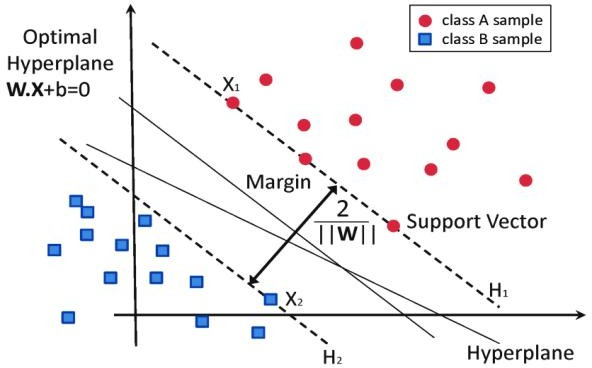 class A sample
class B sample
Optimal
Hyperplane
W.X+b=0
X₁
Margin
2
||W||
Support Vector
X₂
H₁
H₂
Hyperplane